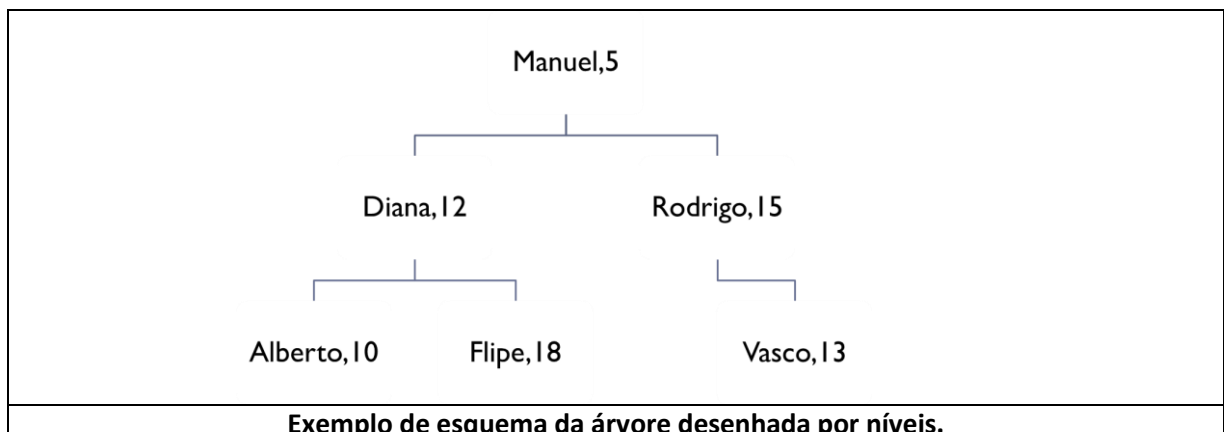 Manuel,5
Diana,12 Rodrigo,15
Alberto,10 Flipe,18 Vasco,13
Exemplo de esquema da árvore desenhada por níveis.